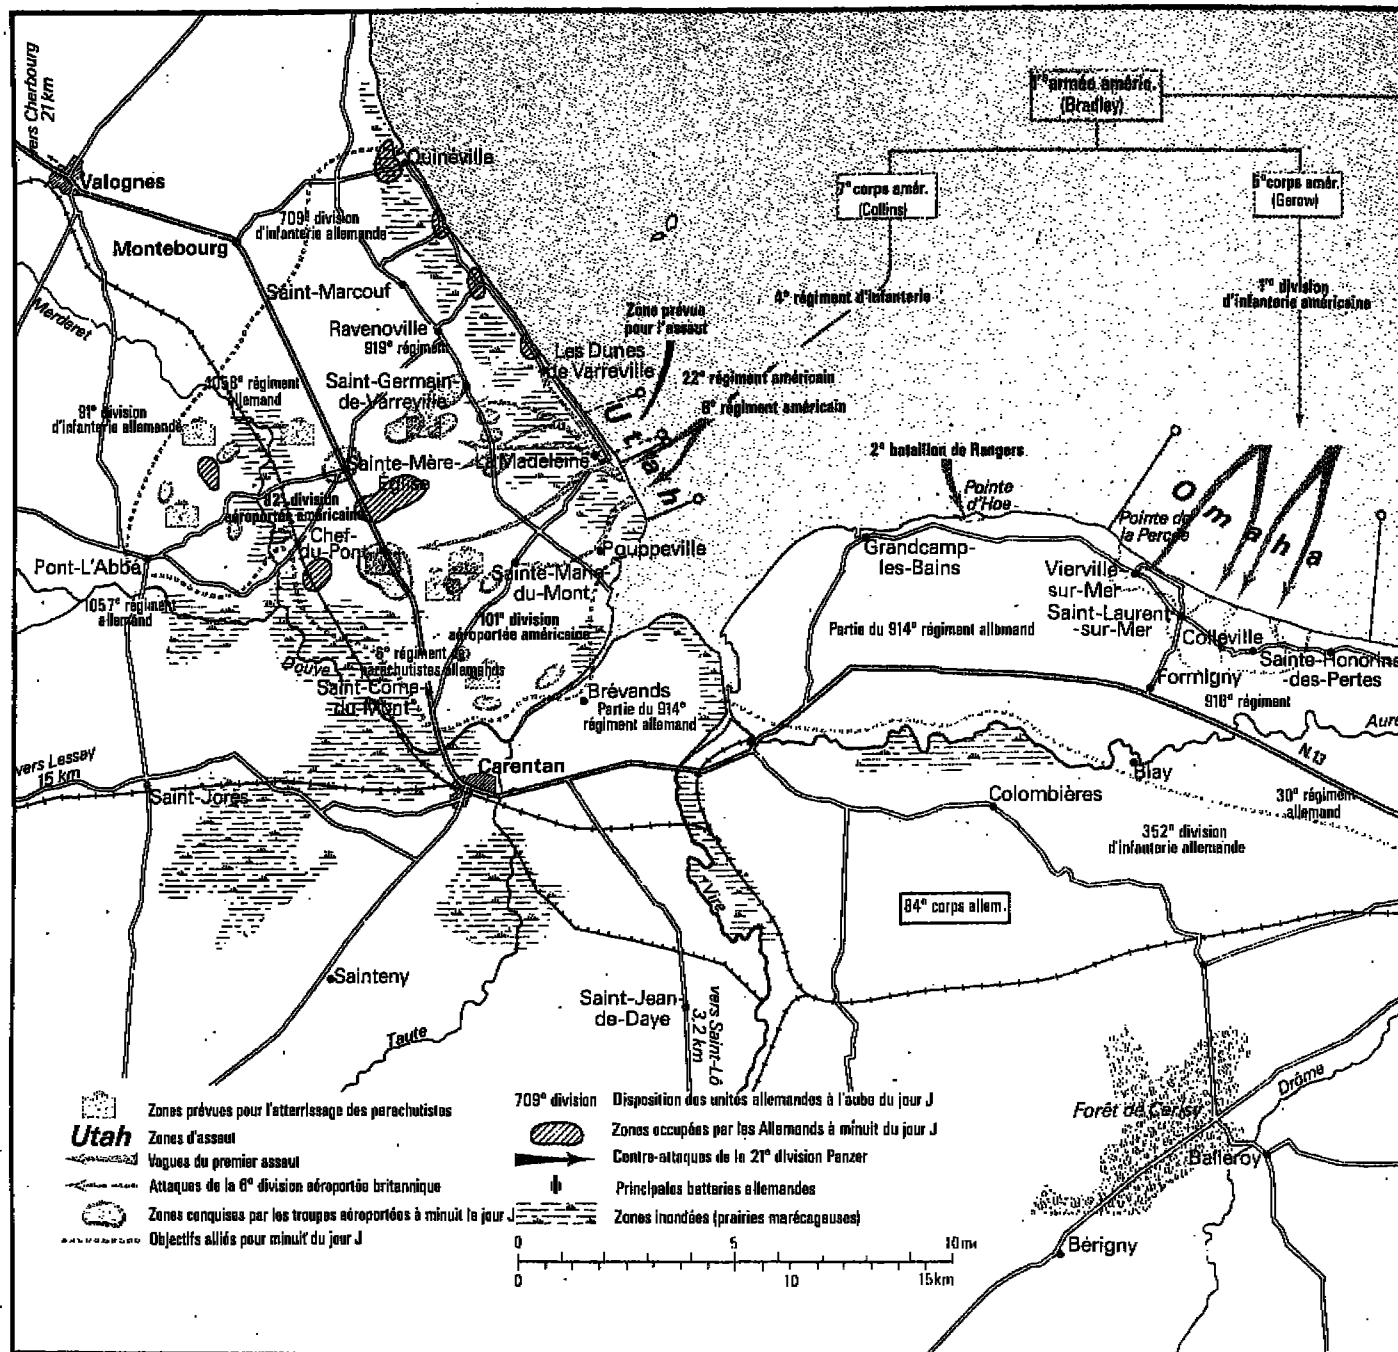 vers Cherbourg
21 km
1re armée améric.
(Bradley)
Quinéville
Valognes
7e corps amér.
(Collins)
5e corps amér.
(Gerow)
709e division
d'infanterie allemande
Montebourg
Saint-Marcouf
4e régiment d'infanterie
1re division
d'infanterie américaine
Merderet
Zone prévue
pour l'assaut
Ravenoville
919e régiment
Les Dunes
de Varreville
1058e régiment
allemand
Saint-Germain-
de-Varreville
22e régiment américain
8e régiment américain
91e division
d'infanterie allemande
Utah
2e bataillon de Rangers
Sainte-Mère-
Église
La Madeleine
82e division
aéroportée américaine
Pointe
d'Hoe
Omaha
Pointe de
la Percée
Chef-
du-Pont
Pouppeville
Grandcamp-
les-Bains
Pont-L'Abbé
Sainte-Marie-
du-Mont
Vierville-
sur-Mer
1057e régiment
allemand
101e division
aéroportée américaine
Partie du 914e régiment allemand
Saint-Laurent-
-sur-Mer
Colleville
6e régiment de
parachutistes allemands
Douve
Sainte-Honorine-
des-Pertes
Saint-Côme-
-du-Mont
Brévends
Partie du 914e
régiment allemand
Formigny
916e régiment
Aure
vers Lessay
15 km
Carentan
N.13
Blay
Saint-Jores
Colombières
30e régiment
allemand
352e division
d'infanterie allemande
Vire
84e corps allem.
Sainteny
Saint-Jean-
de-Daye
vers Saint-Lô
3,2 km
Taute
Drôme
Forêt de Cerisy
Balleroy
Bérigny
Zones prévues pour l'atterrissage des parachutistes
Utah Zones d'assaut
Vagues du premier assaut
Attaques de la 6e division aéroportée britannique
Zones conquises par les troupes aéroportées à minuit le jour J
Objectifs alliés pour minuit du jour J
709e division Disposition des unités allemandes à l'aube du jour J
Zones occupées par les Allemands à minuit du jour J
Contre-attaques de la 21e division Panzer
Principales batteries allemandes
Zones inondées (prairies marécageuses)
0 5 10 mi
0 10 15km